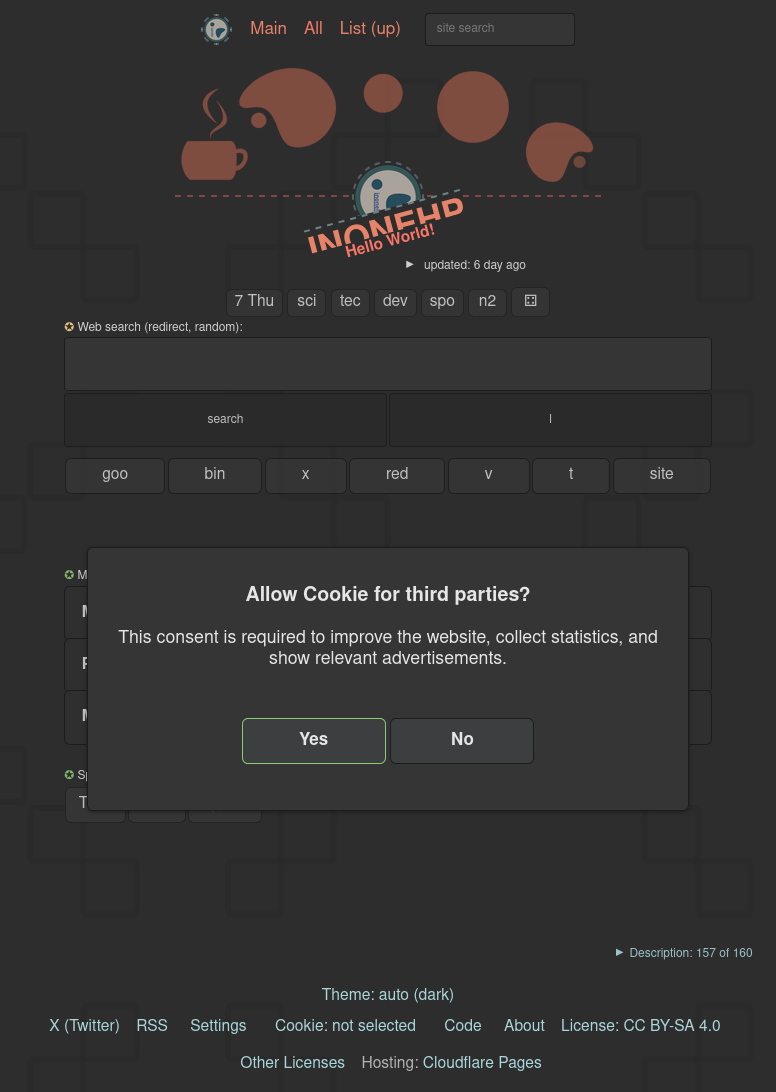 Main All List (up) site search
INONEHP
Hello World!
► updated: 6 day ago
7 Thu sci tec dev spo n2 ⚃
✪ Web search (redirect, random):
search I
goo bin x red v t site
✪ M
Allow Cookie for third parties?
This consent is required to improve the website, collect statistics, and
show relevant advertisements.
Yes No
✪ Sp
T
► Description: 157 of 160
Theme: auto (dark)
X (Twitter) RSS Settings Cookie: not selected Code About License: CC BY-SA 4.0
Other Licenses Hosting: Cloudflare Pages